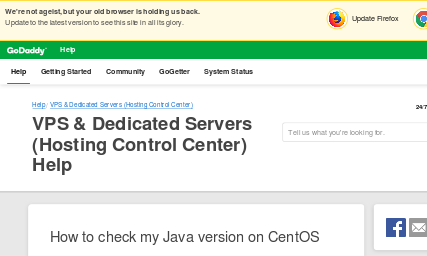 We're not ageist, but your old browser is holding us back.
Update to the latest version to see this site in all its glory.
Update Firefox
GoDaddy Help
Help Getting Started Community GoGetter System Status
Help / VPS & Dedicated Servers (Hosting Control Center)
24/7
VPS & Dedicated Servers
(Hosting Control Center)
Help
Tell us what you're looking for.
How to check my Java version on CentOS